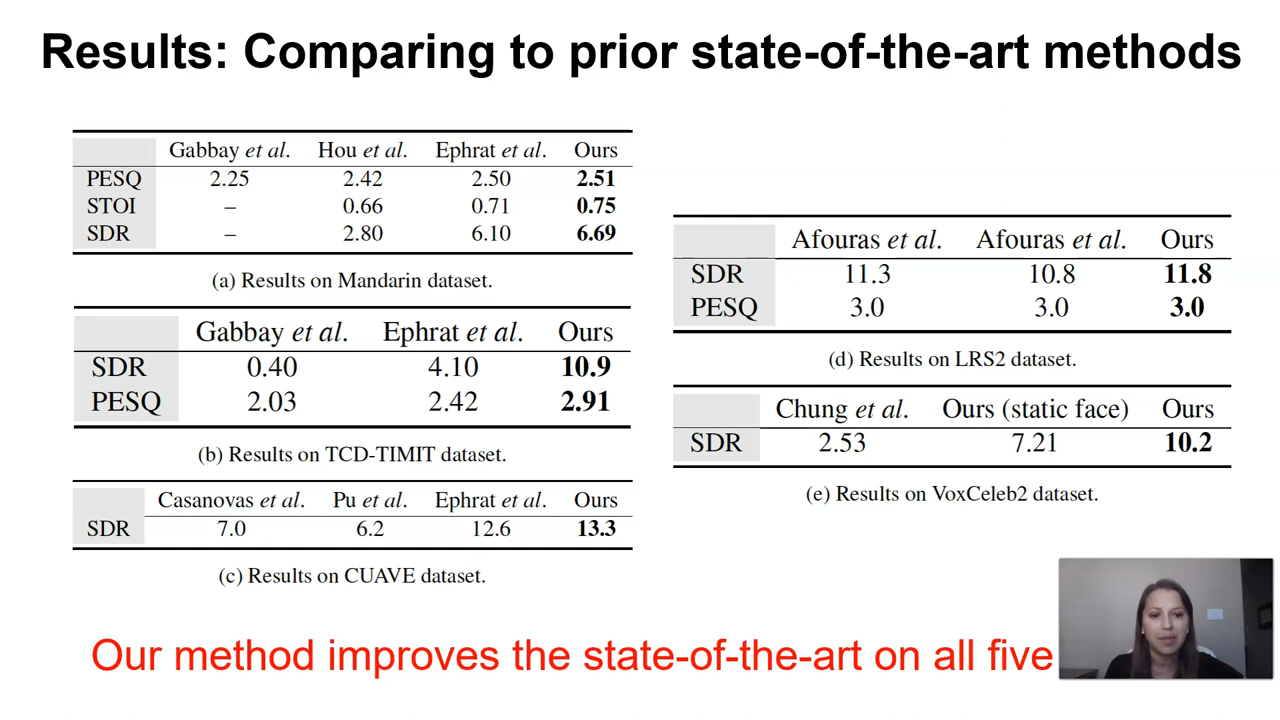 Results: Comparing to prior state-of-the-art methods
Gabbay et al. Hou et al. Ephrat et al. Ours
PESQ 2.25 2.42 2.50 2.51
STOI – 0.66 0.71 0.75
SDR – 2.80 6.10 6.69
(a) Results on Mandarin dataset.
Gabbay et al. Ephrat et al. Ours
SDR 0.40 4.10 10.9
PESQ 2.03 2.42 2.91
(b) Results on TCD-TIMIT dataset.
Casanovas et al. Pu et al. Ephrat et al. Ours
SDR 7.0 6.2 12.6 13.3
(c) Results on CUAVE dataset.
Afouras et al. Afouras et al. Ours
SDR 11.3 10.8 11.8
PESQ 3.0 3.0 3.0
(d) Results on LRS2 dataset.
Chung et al. Ours (static face) Ours
SDR 2.53 7.21 10.2
(e) Results on VoxCeleb2 dataset.
Our method improves the state-of-the-art on all five